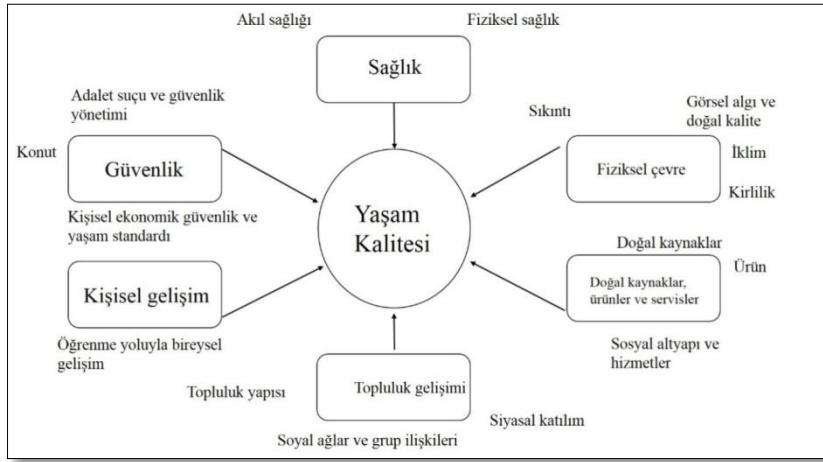 Akıl sağlığı
Fiziksel sağlık
Sağlık
Adalet suçu ve güvenlik
yönetimi
Konut
Güvenlik
Kişisel ekonomik güvenlik ve
yaşam standardı
Sıkıntı
Görsel algı ve
doğal kalite
İklim
Fiziksel çevre
Kirlilik
Yaşam
Kalitesi
Kişisel gelişim
Öğrenme yoluyla bireysel
gelişim
Doğal kaynaklar
Ürün
Doğal kaynaklar,
ürünler ve servisler
Sosyal altyapı ve
hizmetler
Topluluk yapısı
Topluluk gelişimi
Siyasal katılım
Soyal ağlar ve grup ilişkileri